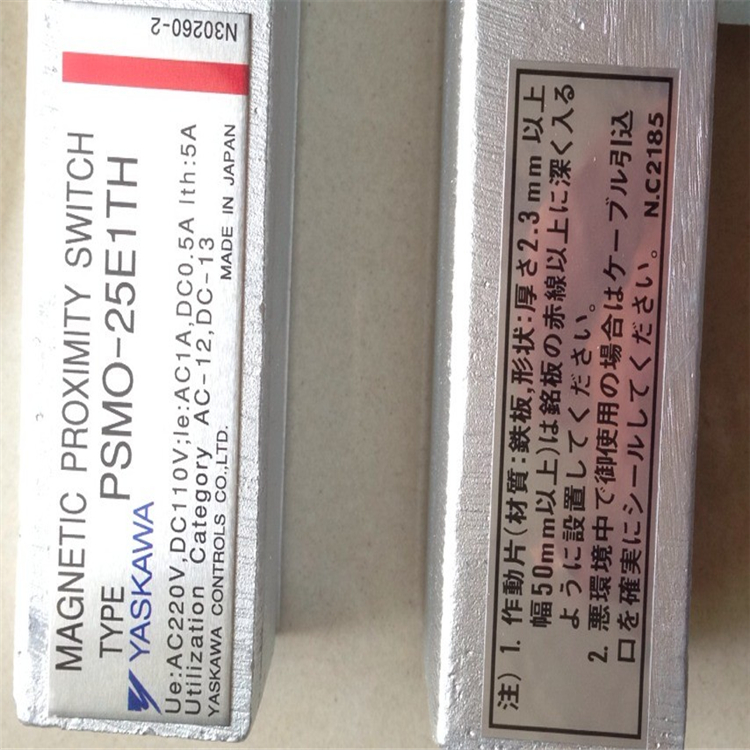 N30260-2
MAGNETIC PROXIMITY SWITCH
TYPE PSMO-25E1TH
YASKAWA
Ue:AC220V,DC110V;Ie:AC1A,DC0.5A Ith:5A
Utilization Category AC-12,DC-13
YASKAWA CONTROLS CO.,LTD. MADE IN JAPAN
注) 1. 作動片(材質:鉄板,形状:厚さ2.3mm以上
幅50mm以上)は銘板の赤線以上に深く入る
ように設置してください。
2. 悪環境中で御使用の場合はケーブル引込
口を確実にシールしてください。
N.C2185